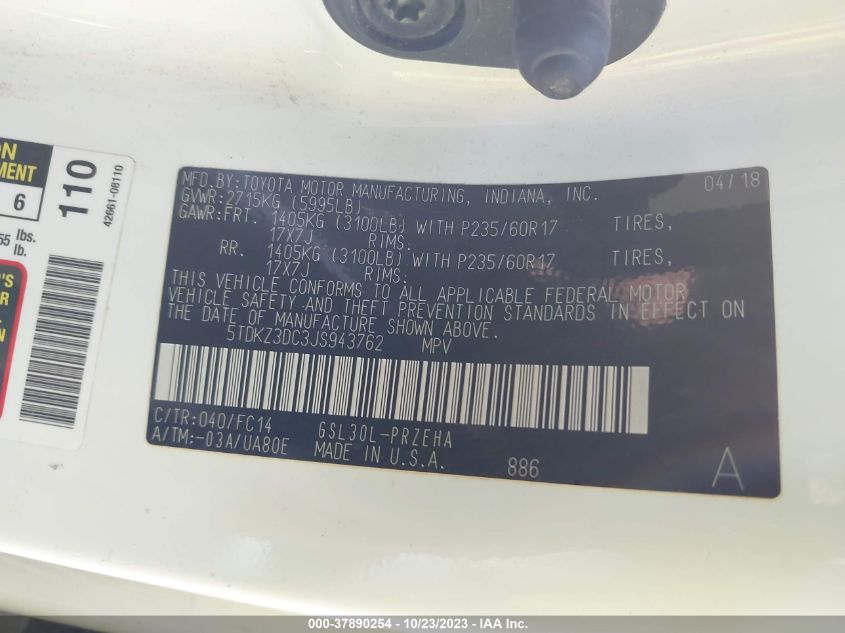 ON
MENT
6
55 lbs.
lb.
'S
R
N
110
42661-08110
MFD.BY:TOYOTA MOTOR MANUFACTURING, INDIANA, INC. 04/18
GVWR:2715KG (5995LB)
GAWR:FRT. 1405KG (3100LB) WITH P235/60R17 TIRES,
17X7J RIMS.
RR. 1405KG (3100LB) WITH P235/60R17 TIRES,
17X7J RIMS.
THIS VEHICLE CONFORMS TO ALL APPLICABLE FEDERAL MOTOR
VEHICLE SAFETY AND THEFT PREVENTION STANDARDS IN EFFECT ON
THE DATE OF MANUFACTURE SHOWN ABOVE.
5TDKZ3DC3JS943762 MPV
C/TR:040/FC14 GSL30L-PRZEHA
A/TM:-03A/UA80E MADE IN U.S.A. 886 A
000-37890254 - 10/23/2023 - IAA Inc.